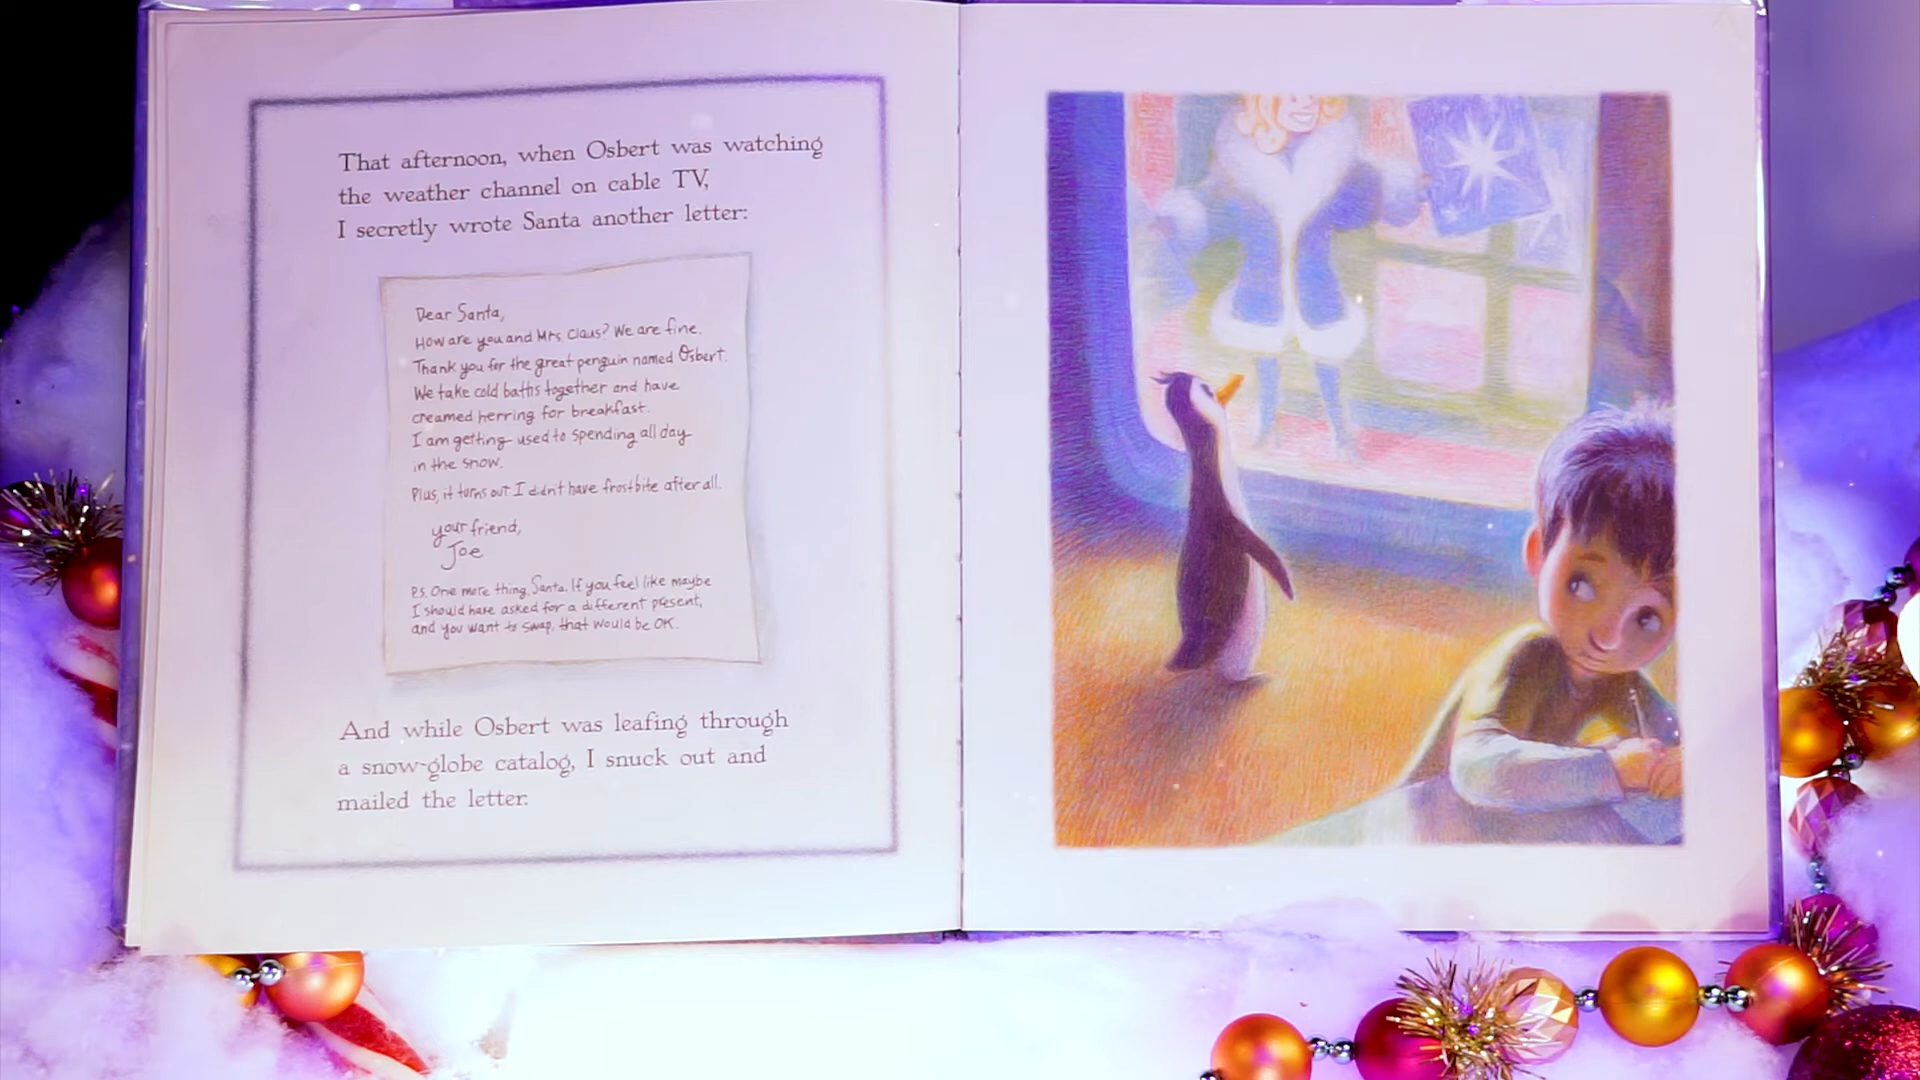 That afternoon, when Osbert was watching
the weather channel on cable TV,
I secretly wrote Santa another letter:
Dear Santa,
How are you and Mrs. Claus? We are fine.
Thank you for the great penguin named Osbert.
We take cold baths together and have
creamed herring for breakfast.
I am getting used to spending all day
in the snow.
Plus, it turns out I didn't have frostbite after all.
your friend,
Joe
P.S. One more thing, Santa. If you feel like maybe
I should have asked for a different present,
and you want to swap, that would be OK.
And while Osbert was leafing through
a snow-globe catalog, I snuck out and
mailed the letter.